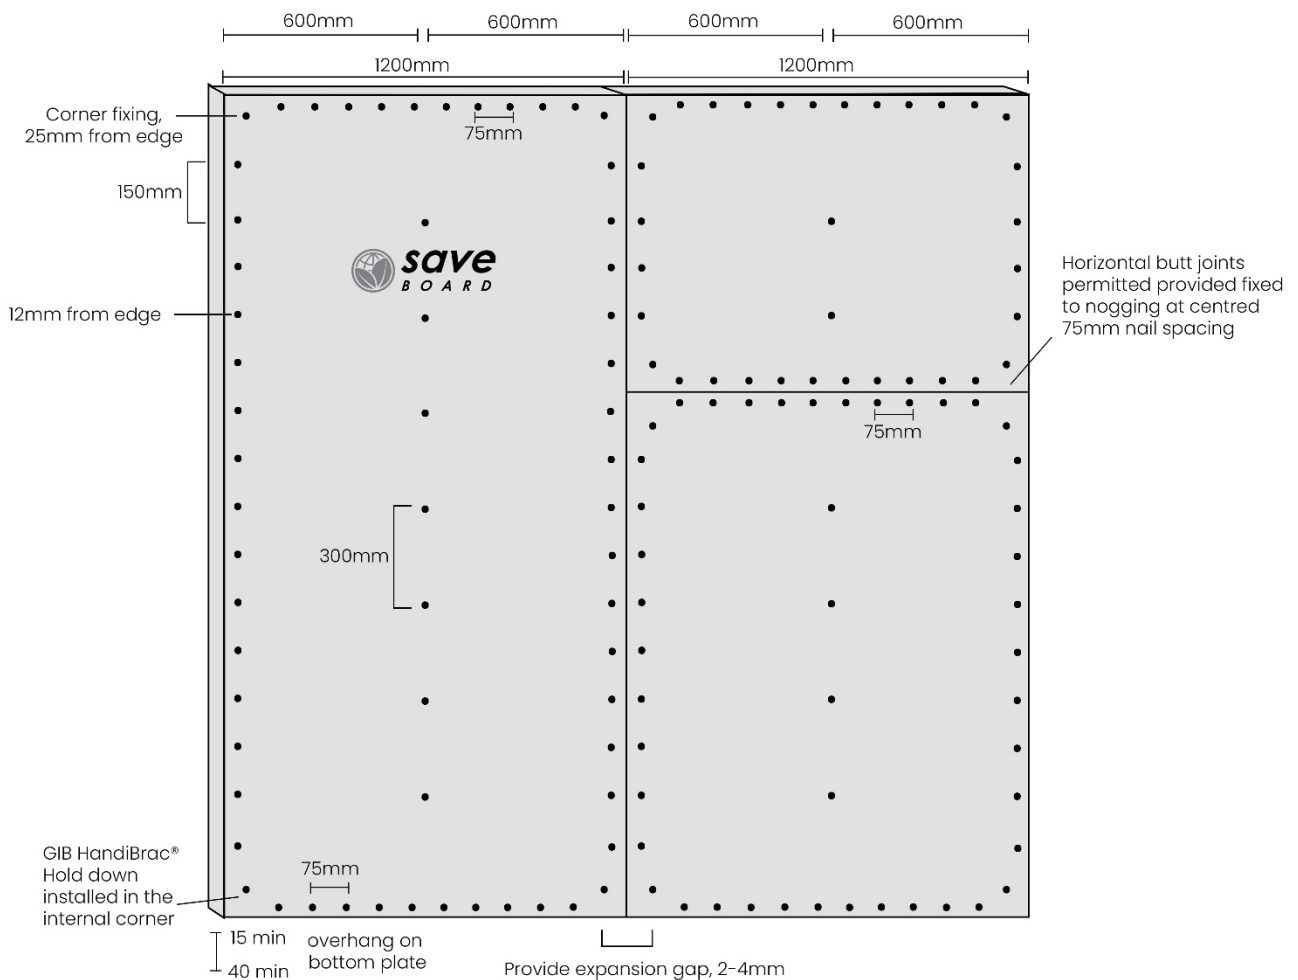 600mm
600mm
600mm
600mm
1200mm
1200mm
Corner fixing,
25mm from edge
75mm
150mm
save
BOARD
12mm from edge
Horizontal butt joints
permitted provided fixed
to nogging at centred
75mm nail spacing
75mm
300mm
GIB HandiBrac®
Hold down
installed in the
internal corner
75mm
15 min
40 min
overhang on
bottom plate
Provide expansion gap, 2-4mm